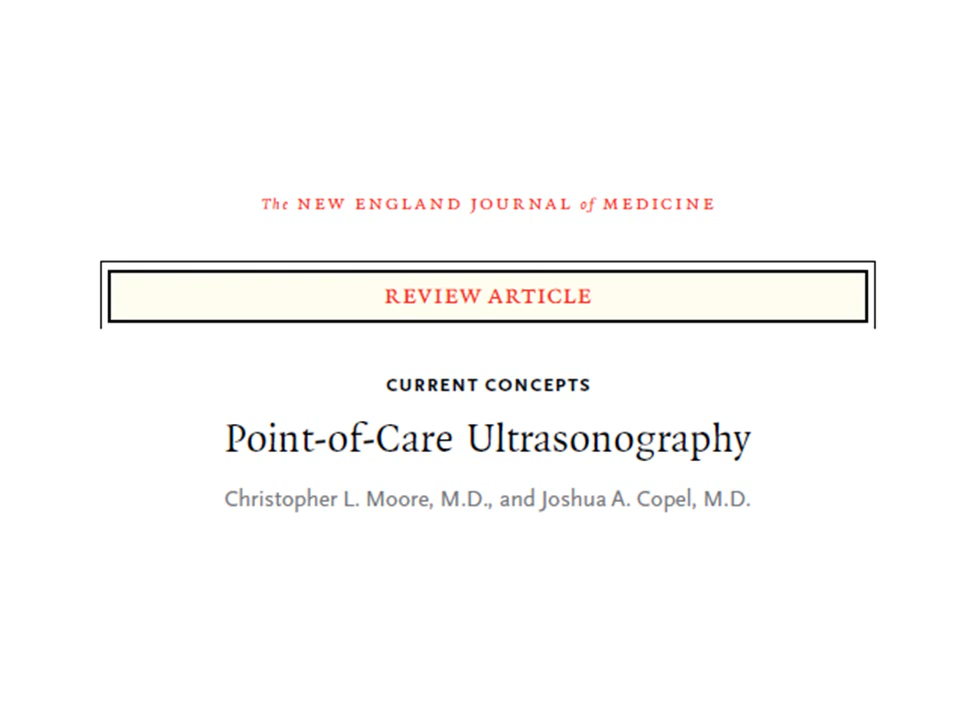 The NEW ENGLAND JOURNAL of MEDICINE
REVIEW ARTICLE
CURRENT CONCEPTS
Point-of-Care Ultrasonography
Christopher L. Moore, M.D., and Joshua A. Copel, M.D.